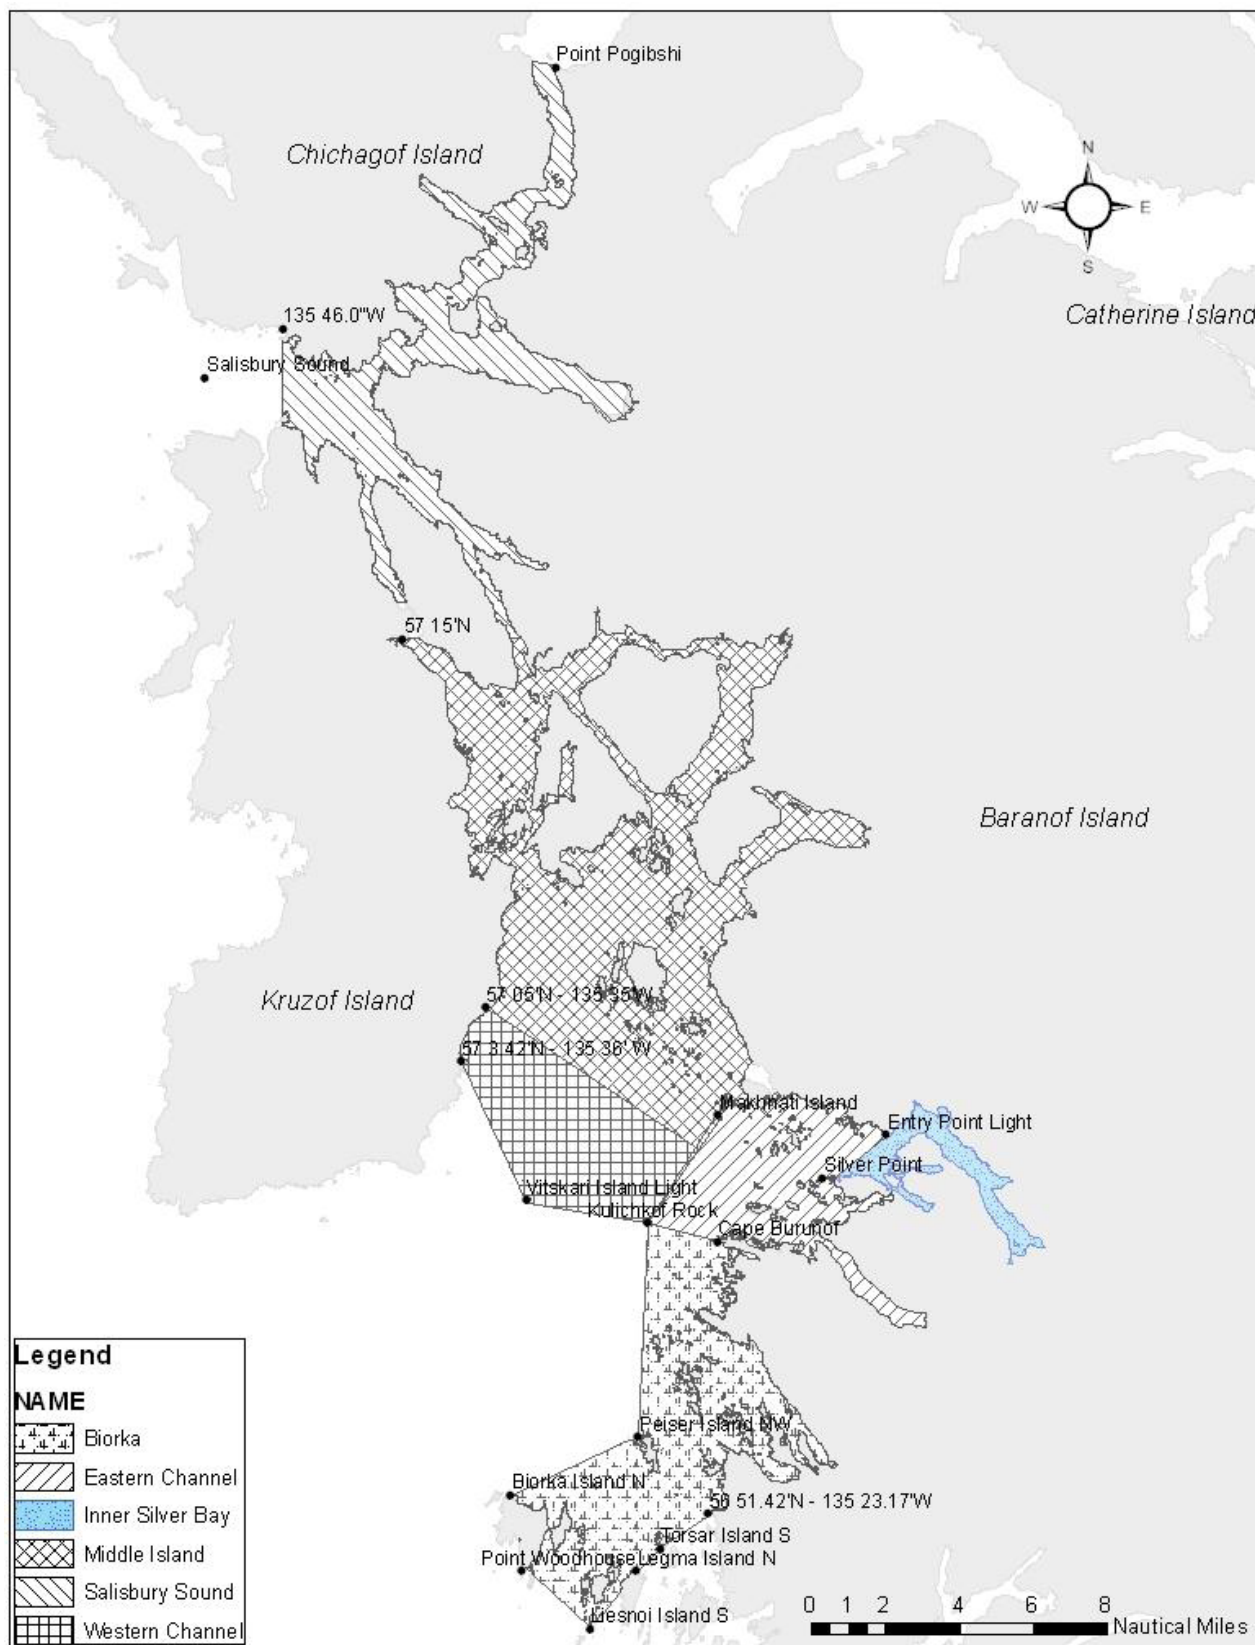 Point Pogibshi
Chichagof Island
N
W E
S
135 46.0"W
Catherine Island
Salisbury Sound
57 15'N
Baranof Island
Kruzof Island
57 05'N - 135 35'W
57 3.42'N - 135 36' W
Makhnati Island
Entry Point Light
Silver Point
Vitskari Island Light
Kulichkof Rock
Cape Burunof
Legend
NAME
Biorka
Eastern Channel
Inner Silver Bay
Middle Island
Salisbury Sound
Western Channel
Peiser Island NW
Biorka Island N
56 51.42'N - 135 23.17'W
Torsar Island S
Point Woodhouse Legma Island N
Liesnoi Island S
0 1 2 4 6 8
Nautical Miles